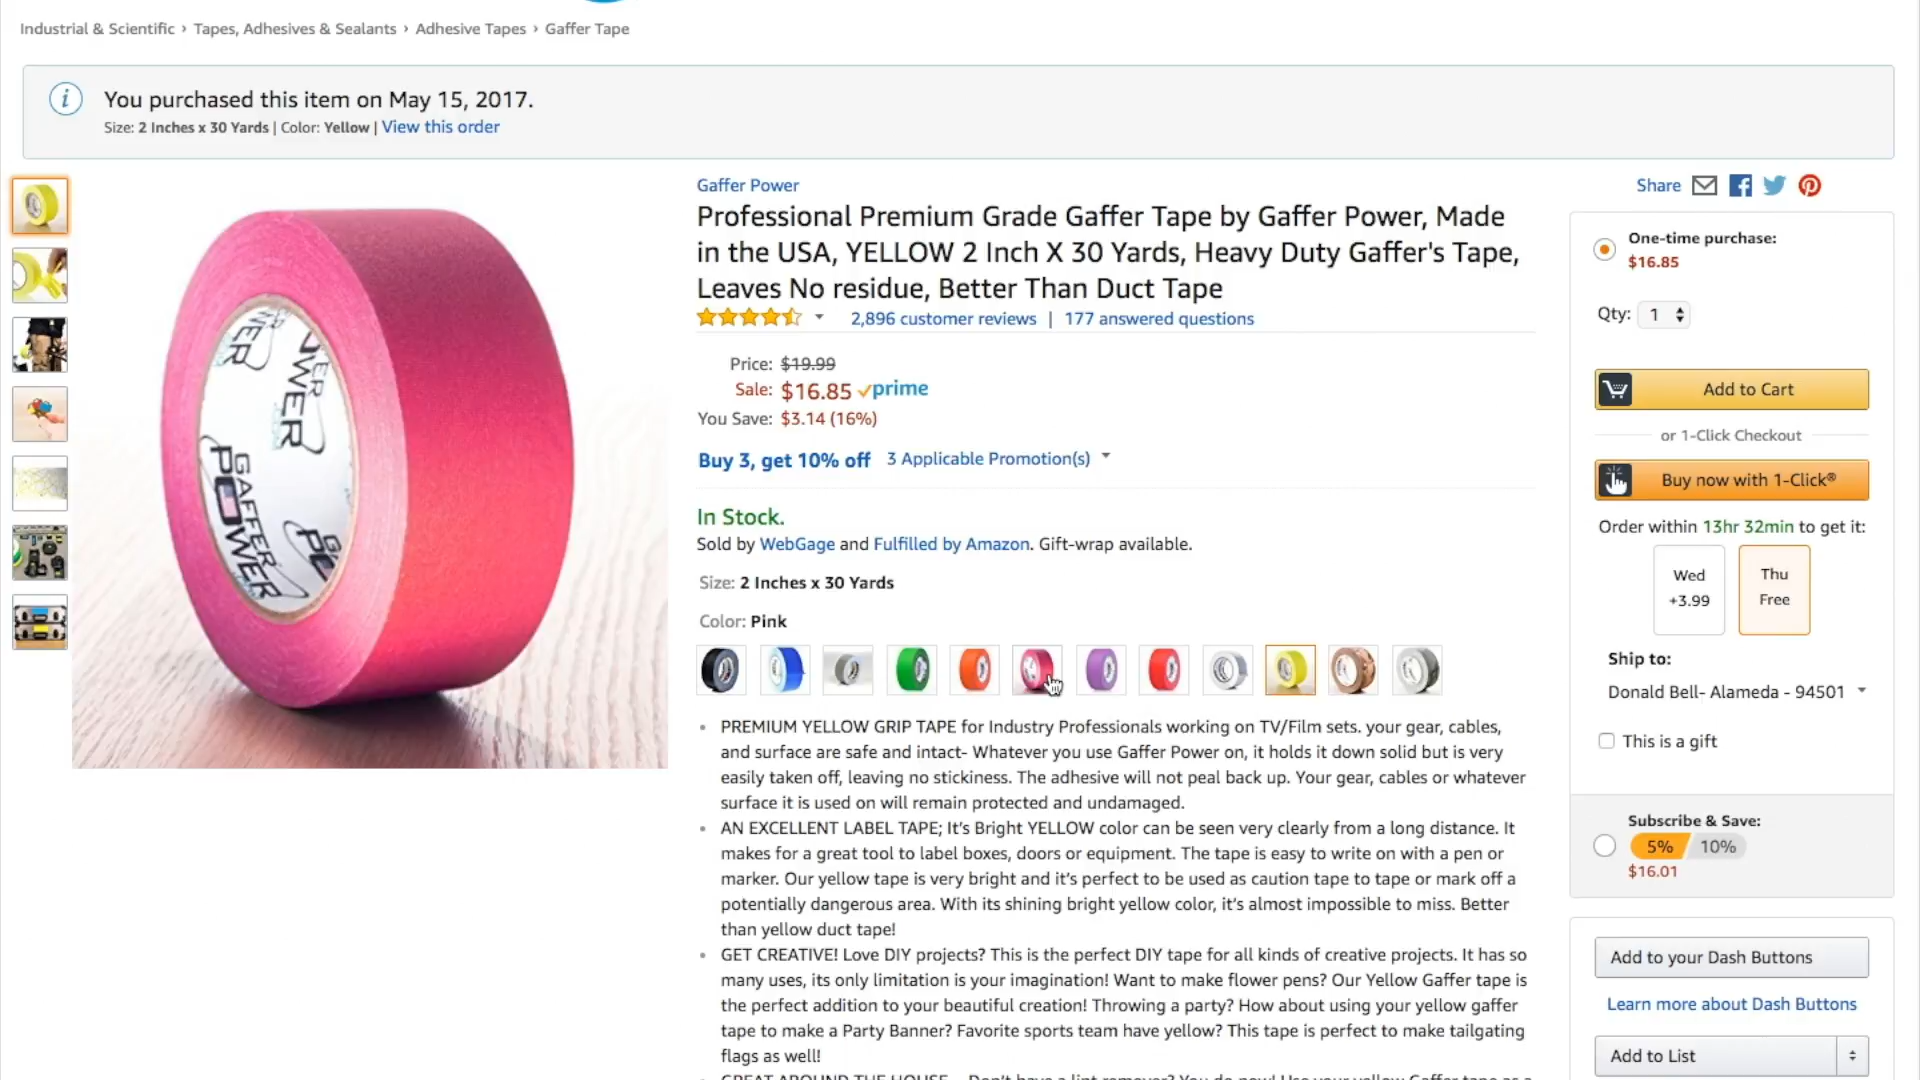 Industrial & Scientific › Tapes, Adhesives & Sealants › Adhesive Tapes › Gaffer Tape
You purchased this item on May 15, 2017.
Size: 2 Inches x 30 Yards | Color: Yellow | View this order
GAFFER POWER
Gaffer Power
Professional Premium Grade Gaffer Tape by Gaffer Power, Made
in the USA, YELLOW 2 Inch X 30 Yards, Heavy Duty Gaffer's Tape,
Leaves No residue, Better Than Duct Tape
2,896 customer reviews | 177 answered questions
Price: $19.99
Sale: $16.85 prime
You Save: $3.14 (16%)
Buy 3, get 10% off 3 Applicable Promotion(s)
In Stock.
Sold by WebGage and Fulfilled by Amazon. Gift-wrap available.
Size: 2 Inches x 30 Yards
Color: Pink
PREMIUM YELLOW GRIP TAPE for Industry Professionals working on TV/Film sets. your gear, cables,
and surface are safe and intact- Whatever you use Gaffer Power on, it holds it down solid but is very
easily taken off, leaving no stickiness. The adhesive will not peal back up. Your gear, cables or whatever
surface it is used on will remain protected and undamaged.
AN EXCELLENT LABEL TAPE; It's Bright YELLOW color can be seen very clearly from a long distance. It
makes for a great tool to label boxes, doors or equipment. The tape is easy to write on with a pen or
marker. Our yellow tape is very bright and it's perfect to be used as caution tape to tape or mark off a
potentially dangerous area. With its shining bright yellow color, it's almost impossible to miss. Better
than yellow duct tape!
GET CREATIVE! Love DIY projects? This is the perfect DIY tape for all kinds of creative projects. It has so
many uses, its only limitation is your imagination! Want to make flower pens? Our Yellow Gaffer tape is
the perfect addition to your beautiful creation! Throwing a party? How about using your yellow gaffer
tape to make a Party Banner? Favorite sports team have yellow? This tape is perfect to make tailgating
flags as well!
GREAT AROUND THE HOUSE - Don't have a lint remover? You do now! Use your yellow Gaffer tape as a
Share
One-time purchase:
$16.85
Qty: 1
Add to Cart
or 1-Click Checkout
Buy now with 1-Click®
Order within 13hr 32min to get it:
Wed
+3.99
Thu
Free
Ship to:
Donald Bell- Alameda - 94501
This is a gift
Subscribe & Save:
5% 10%
$16.01
Add to your Dash Buttons
Learn more about Dash Buttons
Add to List